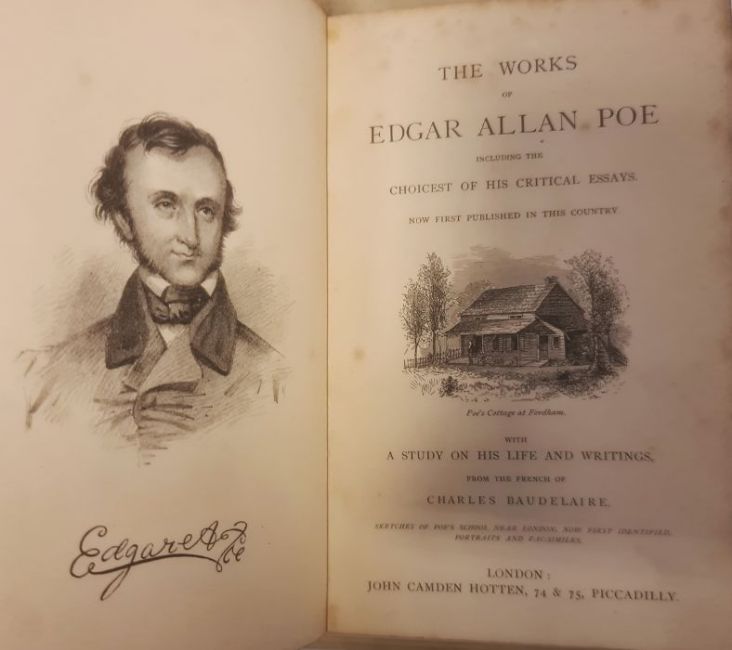 Edgar A Poe
THE WORKS
OF
EDGAR ALLAN POE
INCLUDING THE
CHOICEST OF HIS CRITICAL ESSAYS.
NOW FIRST PUBLISHED IN THIS COUNTRY
Poe's Cottage at Fordham.
WITH
A STUDY ON HIS LIFE AND WRITINGS,
FROM THE FRENCH OF
CHARLES BAUDELAIRE.
SKETCHES OF POE'S SCHOOL NEAR LONDON, NOW FIRST IDENTIFIED,
PORTRAITS AND FACSIMILES.
LONDON:
JOHN CAMDEN HOTTEN, 74 & 75, PICCADILLY.